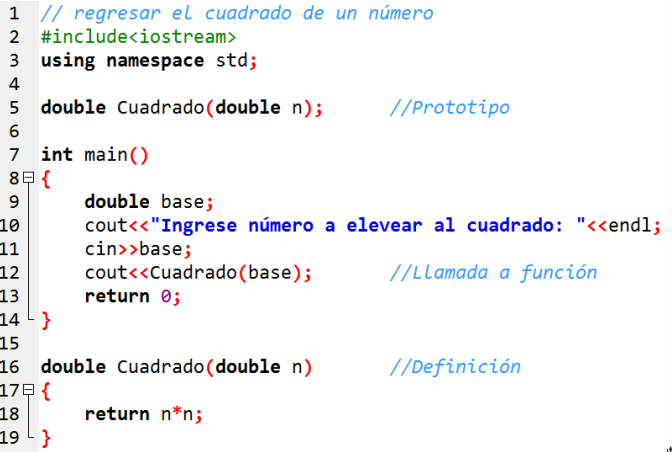 1 // regresar el cuadrado de un número
2 #include<iostream>
3 using namespace std;
4
5 double Cuadrado(double n);      //Prototipo
6
7 int main()
8 {
9     double base;
10     cout<<"Ingrese número a elevear al cuadrado: "<<endl;
11     cin>>base;
12     cout<<Cuadrado(base);      //Llamada a función
13     return 0;
14 }
15
16 double Cuadrado(double n)      //Definición
17 {
18     return n*n;
19 }